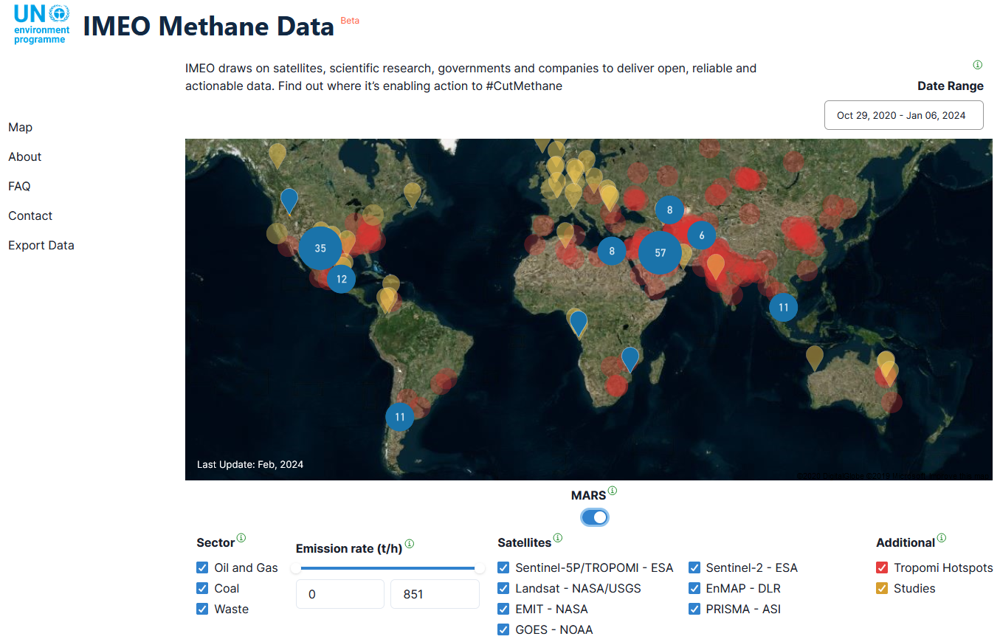 UN
environment
programme
IMEO Methane Data Beta
IMEO draws on satellites, scientific research, governments and companies to deliver open, reliable and
actionable data. Find out where it’s enabling action to #CutMethane
Date Range
Oct 29, 2020 - Jan 06, 2024
Map
About
FAQ
Contact
Export Data
8
6
35
8
57
12
11
11
Last Update: Feb, 2024
MARS
Sector
Oil and Gas
Coal
Waste
Emission rate (t/h)
0 851
Satellites
Sentinel-5P/TROPOMI - ESA
Landsat - NASA/USGS
EMIT - NASA
GOES - NOAA
Sentinel-2 - ESA
EnMAP - DLR
PRISMA - ASI
Additional
Tropomi Hotspots
Studies